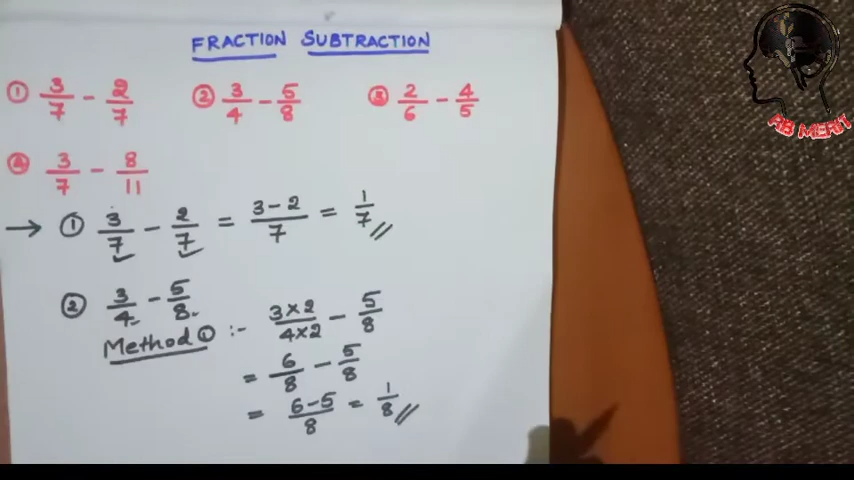 FRACTION SUBTRACTION
① 3/7 - 2/7 ② 3/4 - 5/8 ③ 2/6 - 4/5
④ 3/7 - 8/11
→ ① 3/7 - 2/7 = 3-2/7 = 1/7 //
② 3/4 - 5/8
Method ① :- 3×2/4×2 - 5/8
= 6/8 - 5/8
= 6-5/8 = 1/8 //
RB MERIT